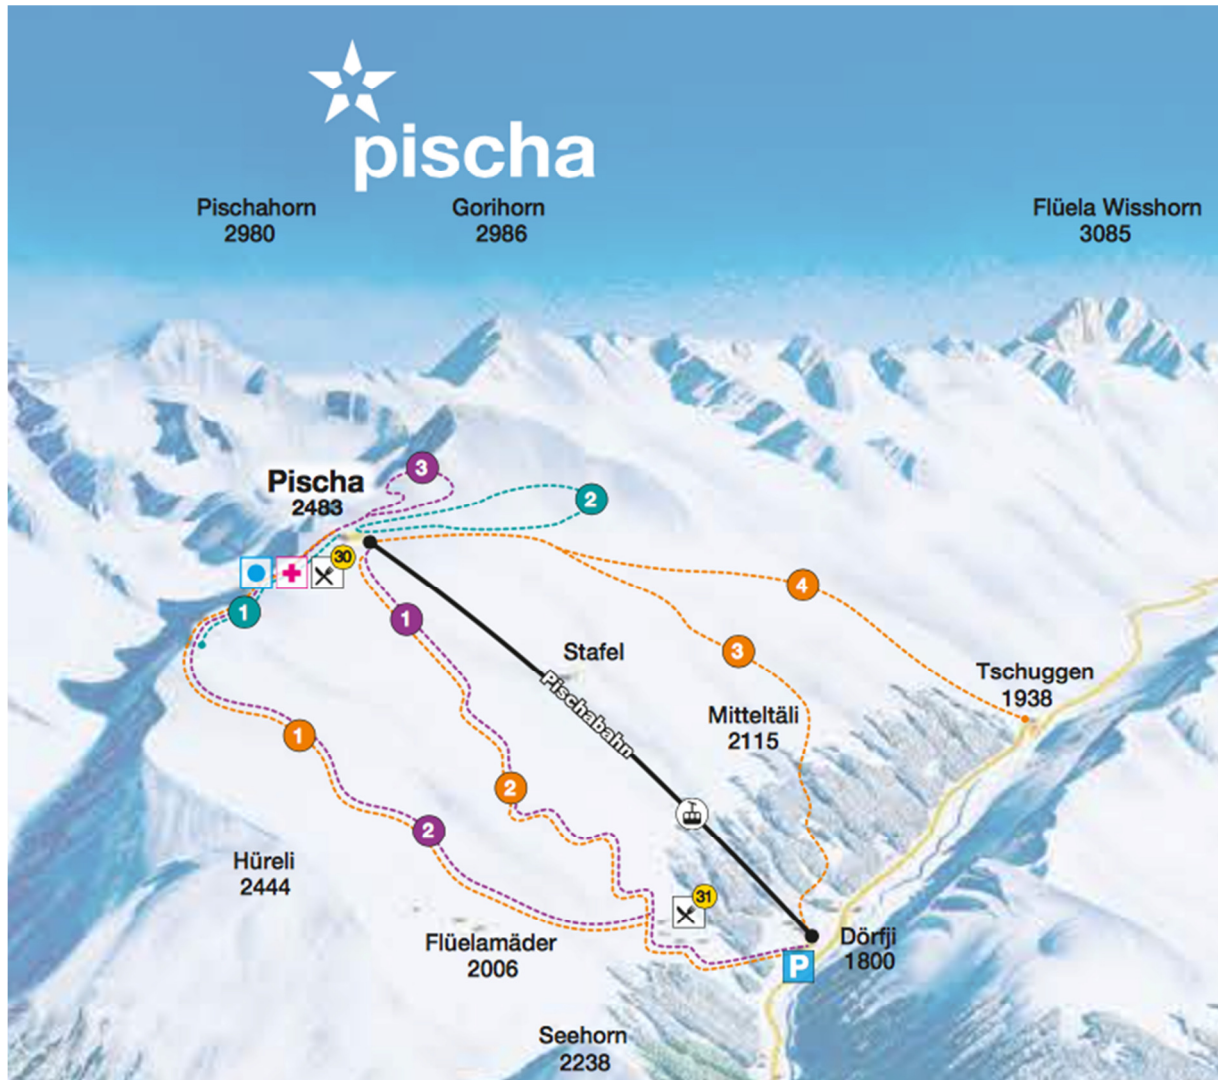 pischa
Pischahorn
2980
Gorihorn
2986
Flüela Wisshorn
3085
3
Pischa
2483
2
30
4
1
1
Stafel
3
Tschuggen
1938
Pischabahn
Mitteltäli
2115
1
2
2
Hüreli
2444
31
Flüelamäder
2006
Dörfji
1800
P
Seehorn
2238